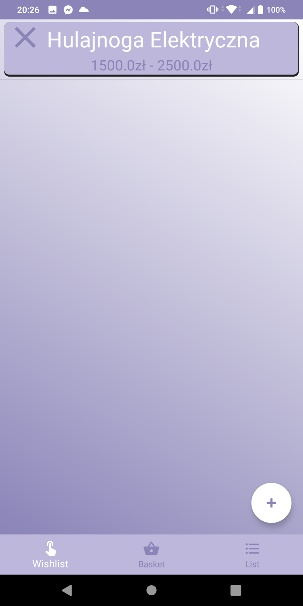 20:26
100%
Hulajnoga Elektryczna
1500.0zł - 2500.0zł
+
Wishlist
Basket
List